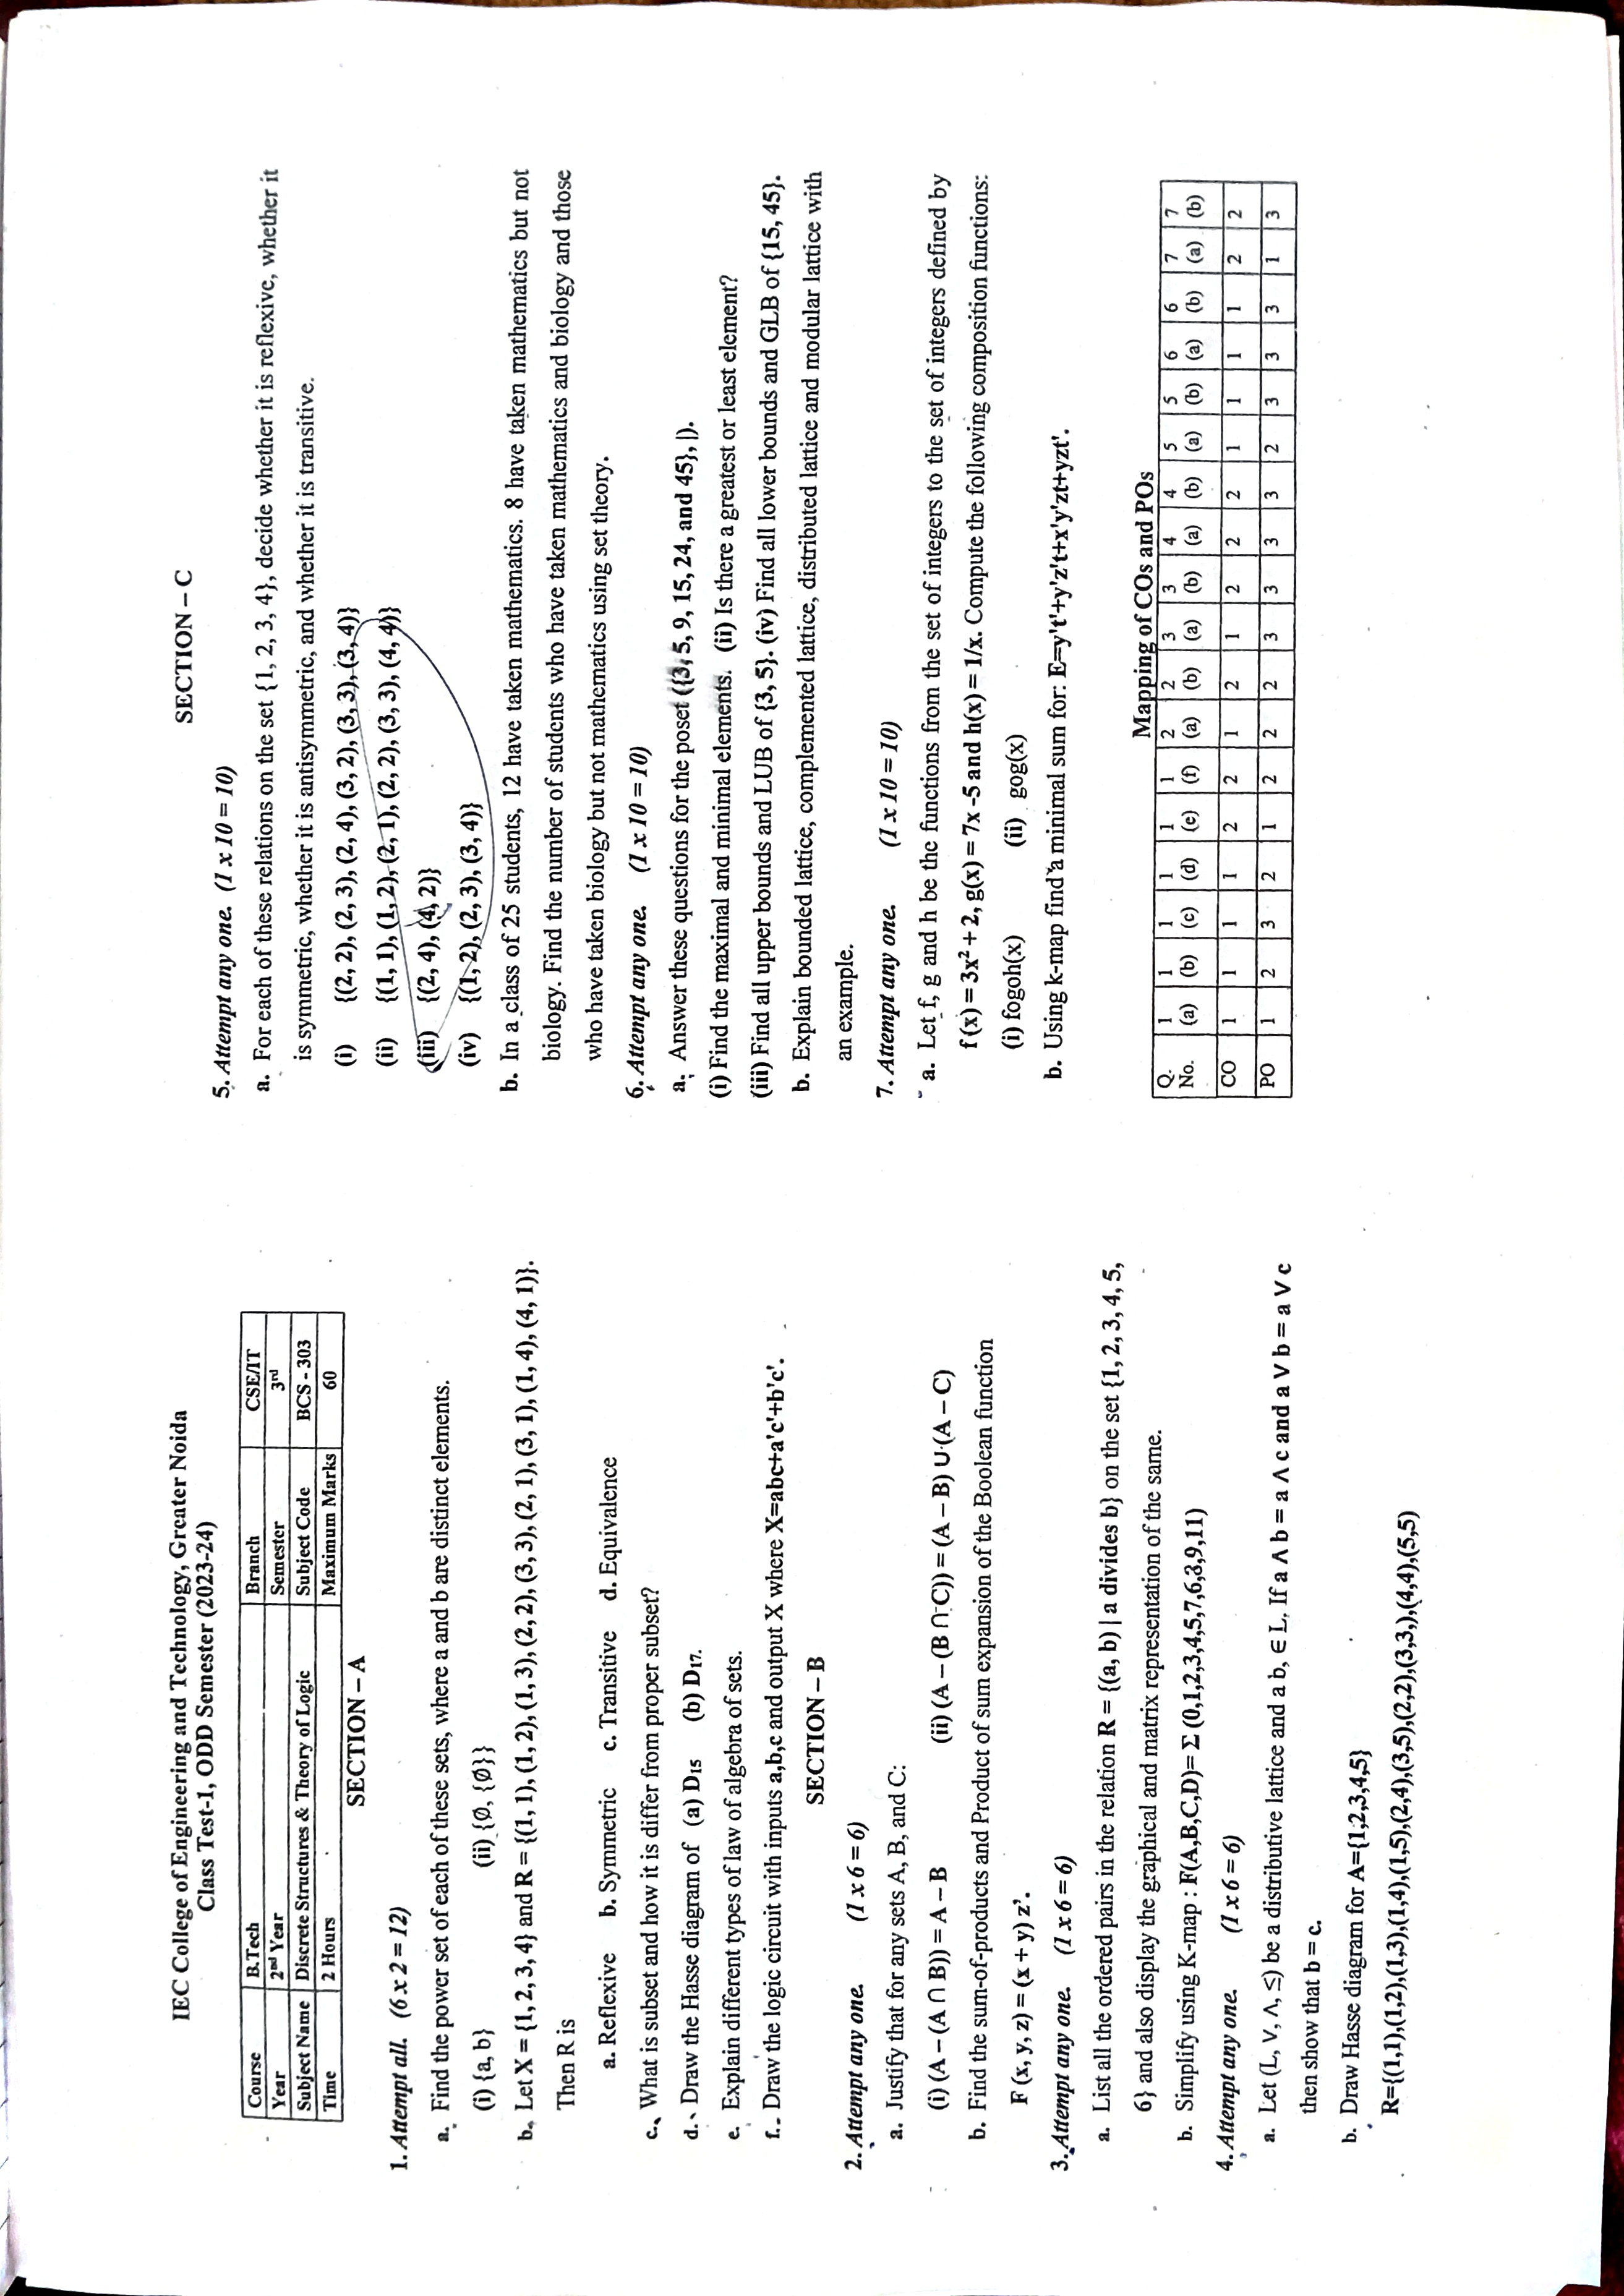 IEC College of Engineering and Technology, Greater Noida
Class Test-1, ODD Semester (2023-24)
Course B.Tech Branch CSE/IT
Year 2nd Year Semester 3rd
Subject Name Discrete Structures & Theory of Logic Subject Code BCS - 303
Time 2 Hours Maximum Marks 60
SECTION – A
1. Attempt all. (6 x 2 = 12)
a. Find the power set of each of these sets, where a and b are distinct elements.
(i) {a, b} (ii) {Ø, {Ø}}
b. Let X = {1, 2, 3, 4} and R = {(1, 1), (1, 2), (1, 3), (2, 2), (3, 3), (2, 1), (3, 1), (1, 4), (4, 1)}.
Then R is
a. Reflexive b. Symmetric c. Transitive d. Equivalence
c. What is subset and how it is differ from proper subset?
d. Draw the Hasse diagram of (a) D15 (b) D17.
e. Explain different types of law of algebra of sets.
f. Draw the logic circuit with inputs a,b,c and output X where X=abc+a'c'+b'c'.
SECTION – B
2. Attempt any one. (1 x 6 = 6)
a. Justify that for any sets A, B, and C:
(i) (A – (A ∩ B)) = A – B (ii) (A – (B ∩ C)) = (A – B) ∪ (A – C)
b. Find the sum-of-products and Product of sum expansion of the Boolean function
F (x, y, z) = (x + y) z'.
3. Attempt any one. (1 x 6 = 6)
a. List all the ordered pairs in the relation R = {(a, b) | a divides b} on the set {1, 2, 3, 4, 5,
6} and also display the graphical and matrix representation of the same.
b. Simplify using K-map : F(A,B,C,D)= Σ (0,1,2,3,4,5,7,6,3,9,11)
4. Attempt any one. (1 x 6 = 6)
a. Let (L, ∨, ∧, ≤) be a distributive lattice and a b, ∈ L. If a ∧ b = a ∧ c and a ∨ b = a ∨ c
then show that b = c.
b. Draw Hasse diagram for A={1,2,3,4,5}
R={(1,1),(1,2),(1,3),(1,4),(1,5),(2,4),(3,5),(2,2),(3,3,),(4,4),(5,5)
SECTION – C
5. Attempt any one. (1 x 10 = 10)
a. For each of these relations on the set {1, 2, 3, 4}, decide whether it is reflexive, whether it
is symmetric, whether it is antisymmetric, and whether it is transitive.
(i) {(2, 2), (2, 3), (2, 4), (3, 2), (3, 3), (3, 4)}
(ii) {(1, 1), (1, 2), (2, 1), (2, 2), (3, 3), (4, 4)}
(iii) {(2, 4), (4, 2)}
(iv) {(1, 2), (2, 3), (3, 4)}
b. In a class of 25 students, 12 have taken mathematics. 8 have taken mathematics but not
biology. Find the number of students who have taken mathematics and biology and those
who have taken biology but not mathematics using set theory.
6. Attempt any one. (1 x 10 = 10)
a. Answer these questions for the poset ({3, 5, 9, 15, 24, and 45}, |).
(i) Find the maximal and minimal elements. (ii) Is there a greatest or least element?
(iii) Find all upper bounds and LUB of {3, 5}. (iv) Find all lower bounds and GLB of {15, 45}.
b. Explain bounded lattice, complemented lattice, distributed lattice and modular lattice with
an example.
7. Attempt any one. (1 x 10 = 10)
a. Let f, g and h be the functions from the set of integers to the set of integers defined by
f (x) = 3x² + 2, g(x) = 7x -5 and h(x) = 1/x. Compute the following composition functions:
(i) fogoh(x) (ii) gog(x)
b. Using k-map find a minimal sum for: E=y't'+y'z't+x'y'zt+yzt'.
Mapping of COs and POs
Q. No. 1 (a) 1 (b) 1 (c) 1 (d) 1 (e) 1 (f) 2 (a) 2 (b) 3 (a) 3 (b) 4 (a) 4 (b) 5 (a) 5 (b) 6 (a) 6 (b) 7 (a) 7 (b)
CO 1 1 1 1 2 2 1 2 1 2 2 2 1 1 1 1 2 2
PO 1 2 3 2 1 2 2 2 3 3 3 3 2 3 3 3 1 3